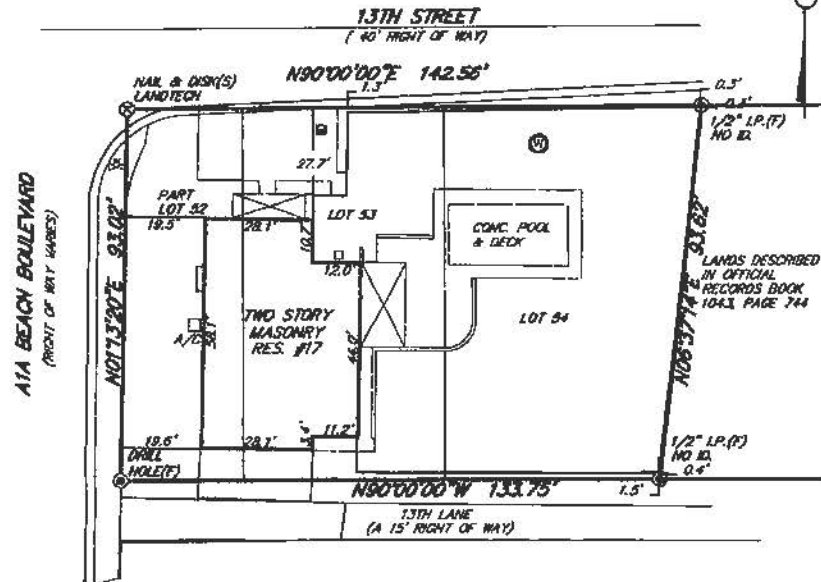 13TH STREET
( 40' RIGHT OF WAY)
NAIL & DISK(S)
LANDTECH
N90°00'00"E 142.56'
1.3'
0.3'
1/2" I.P.(F)
NO ID.
27.7'
PART
LOT 52
19.5'
28.1'
10.7'
LOT 53
12.0'
CONC. POOL
& DECK
A1A BEACH BOULEVARD
(RIGHT OF WAY VARIES)
N01°13'20"E 93.02'
LANDS DESCRIBED
IN OFFICIAL
RECORDS BOOK
1043, PAGE 744
N06°37'14"E 93.62'
TWO STORY
MASONRY
RES. #17
A/C
LOT 54
11.2'
19.6'
28.1'
DRILL
HOLE(F)
1/2" I.P.(F)
NO ID.
0.4'
N90°00'00"W 133.75'
1.5'
13TH LANE
(A 15' RIGHT OF WAY)